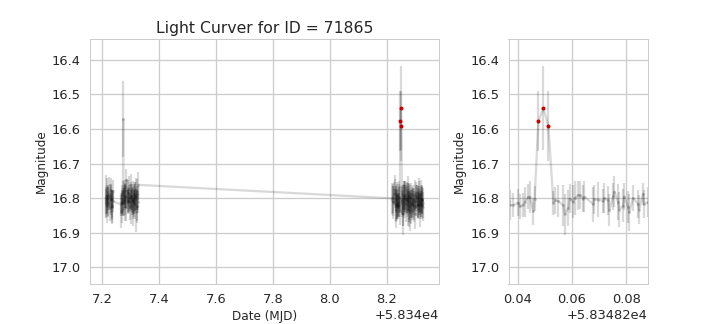 Light Curver for ID = 71865
Magnitude
16.4
16.5
16.6
16.7
16.8
16.9
17.0
7.2 7.4 7.6 7.8 8.0 8.2
Date (MJD)
+5.834e4
Magnitude
16.4
16.5
16.6
16.7
16.8
16.9
17.0
0.04 0.06 0.08
+5.83482e4